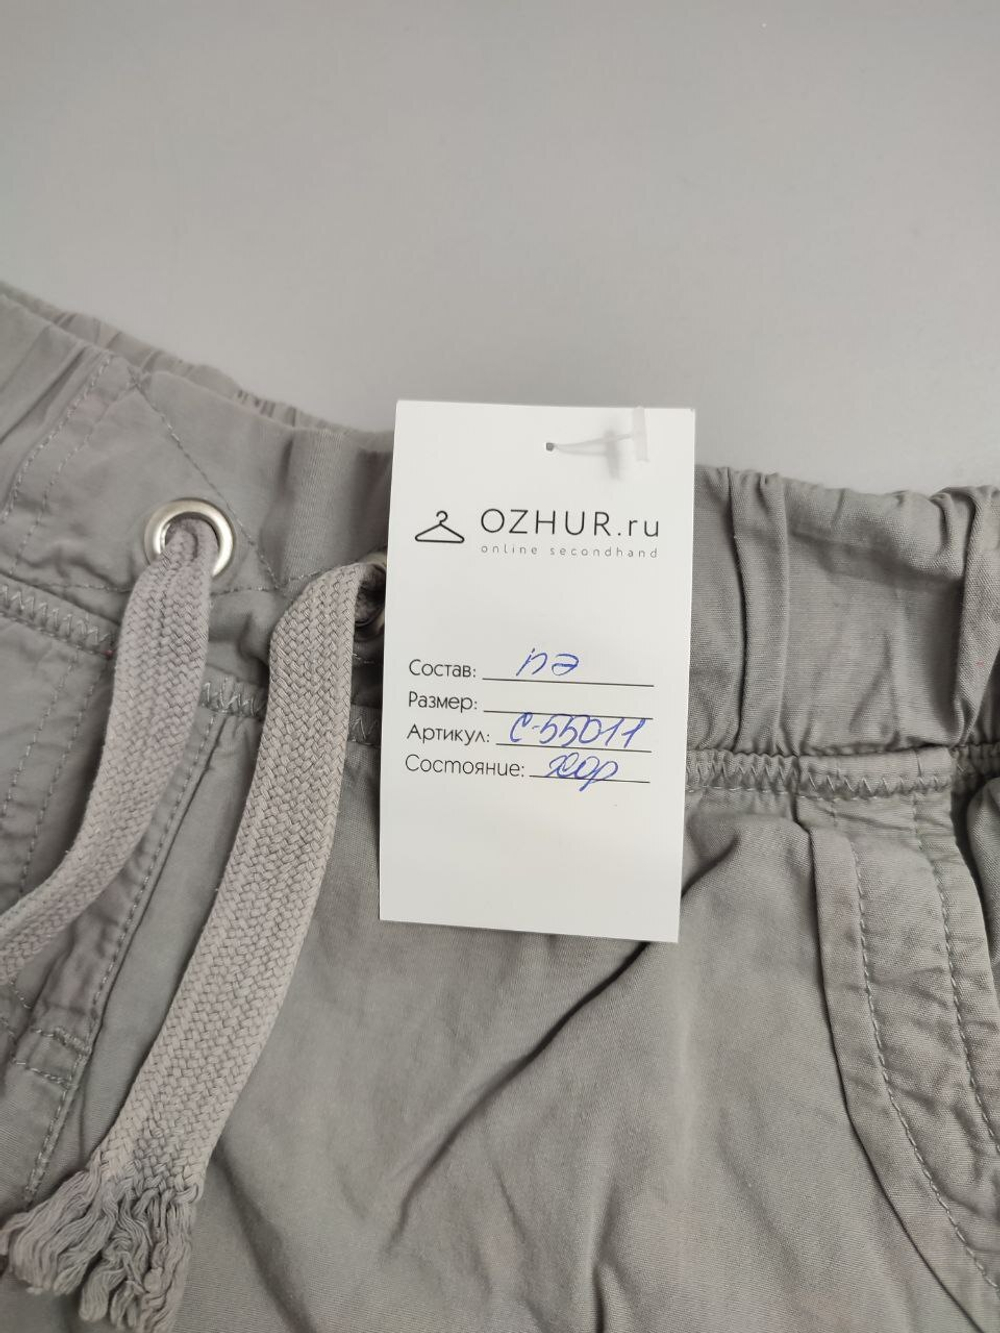 OZHUR.ru
online secondhand
Состав: пэ
Размер:
Артикул: С-55011
Состояние: хор